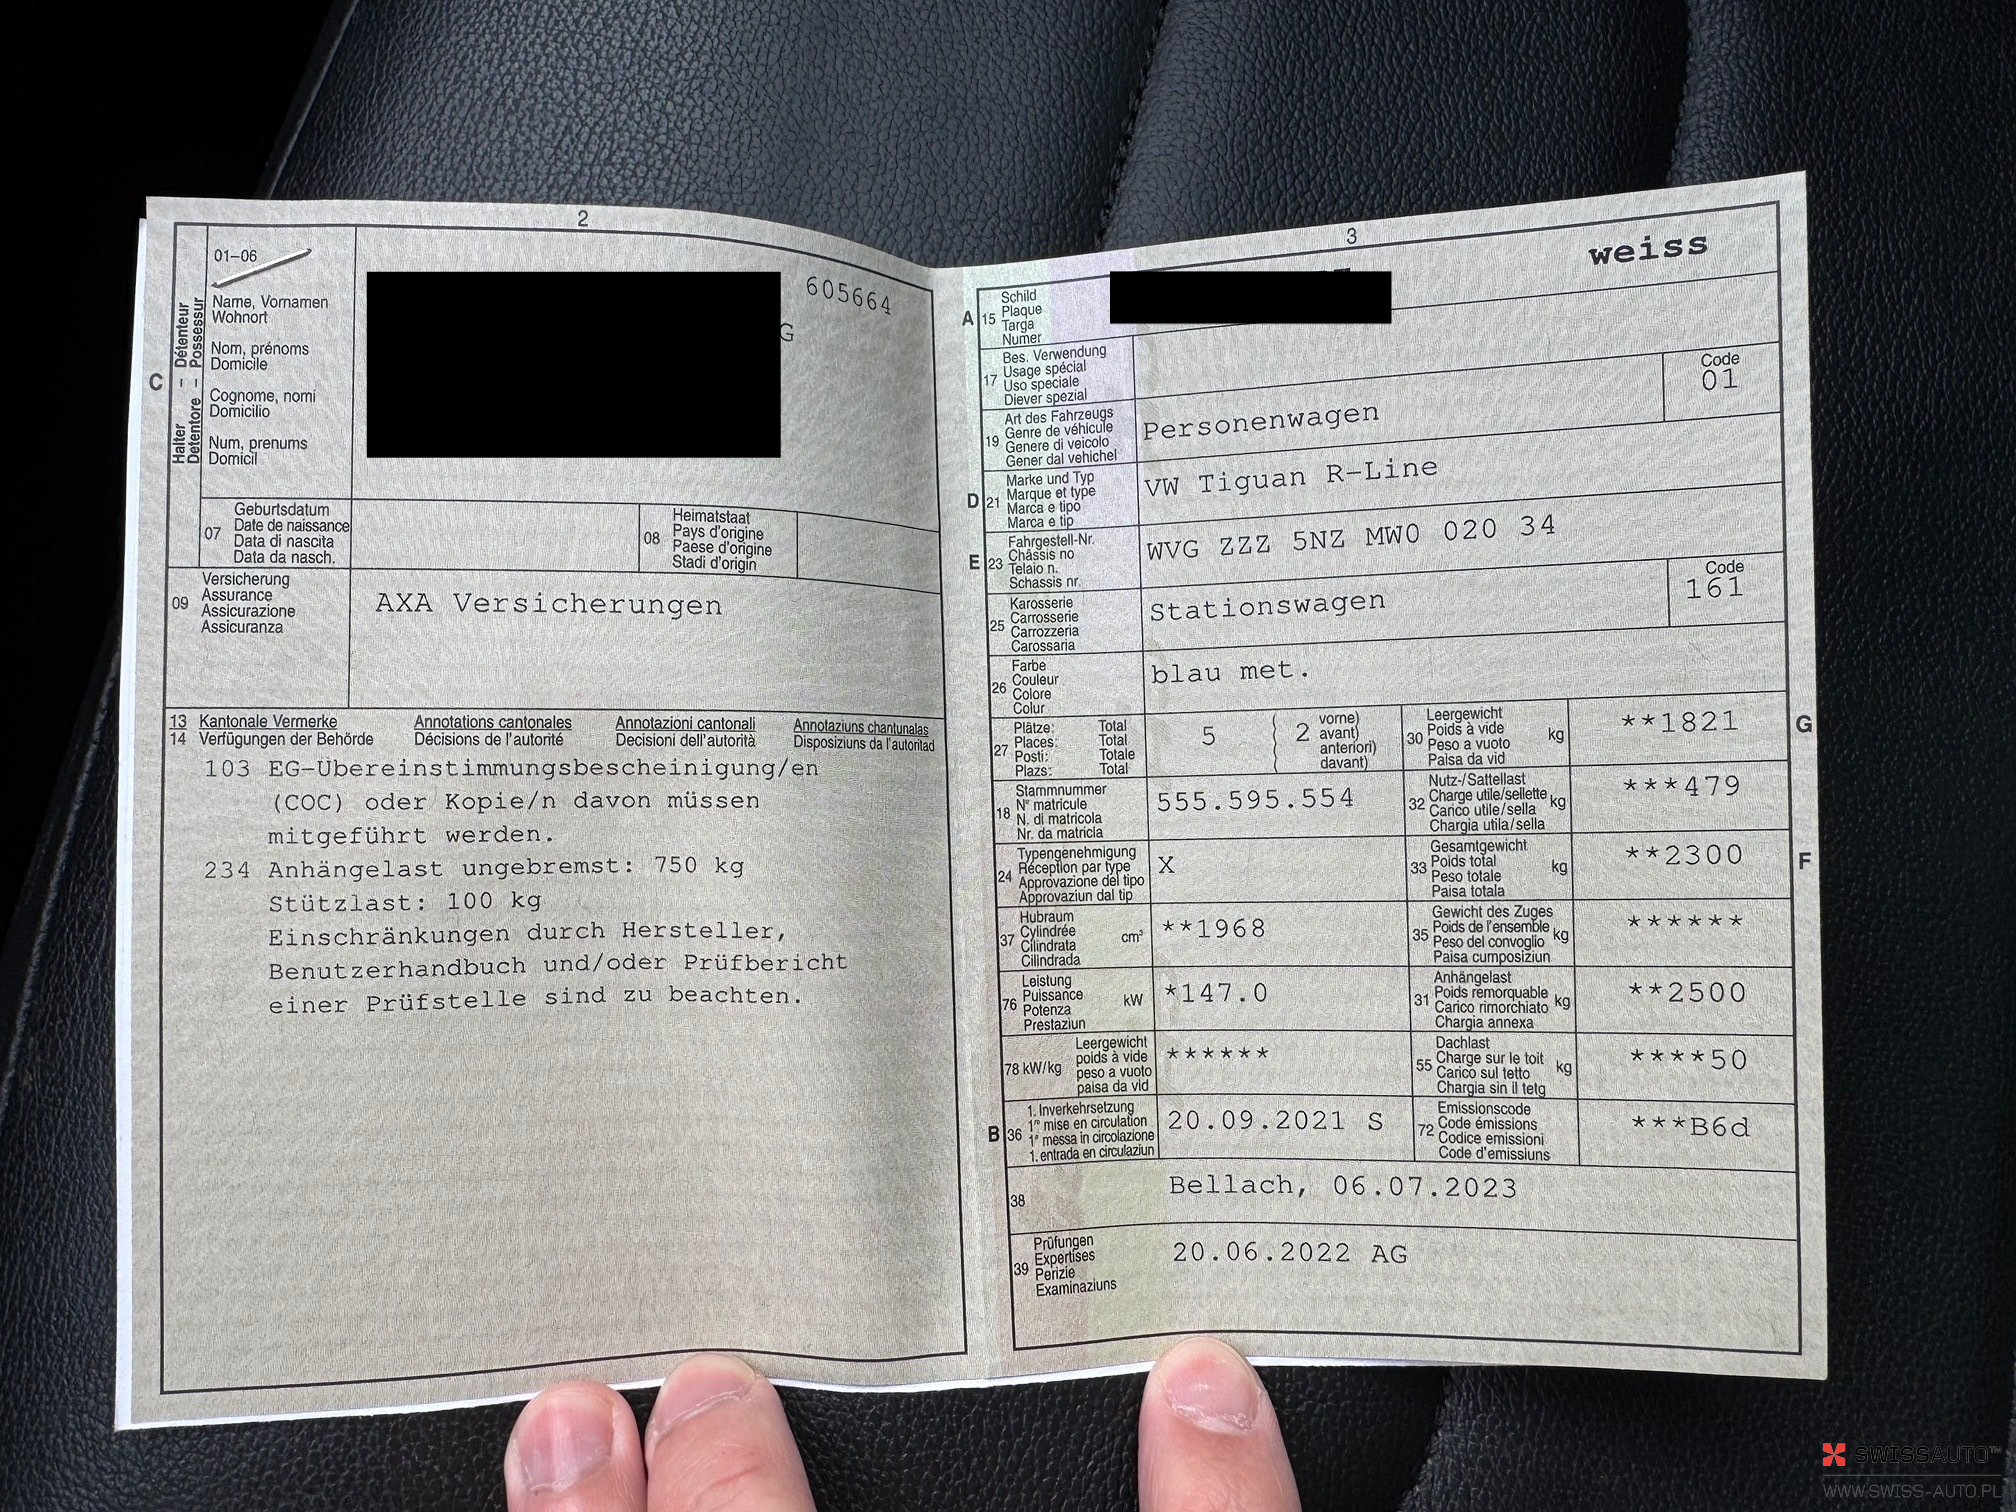 2
01-06
Halter - Détenteur
Detentore - Possessur
C
Name, Vornamen
Wohnort
Nom, prénoms
Domicile
Cognome, nomi
Domicilio
Num, prenums
Domicil
605664
G
07
Geburtsdatum
Date de naissance
Data di nascita
Data da nasch.
08
Heimatstaat
Pays d'origine
Paese d'origine
Stadi d'origin
09
Versicherung
Assurance
Assicurazione
Assicuranza
AXA Versicherungen
13 Kantonale Vermerke Annotations cantonales Annotazioni cantonali Annotaziuns chantunalas
14 Verfügungen der Behörde Décisions de l'autorité Decisioni dell'autorità Disposiziuns da l'autoritad
103 EG-Übereinstimmungsbescheinigung/en
(COC) oder Kopie/n davon müssen
mitgeführt werden.
234 Anhängelast ungebremst: 750 kg
Stützlast: 100 kg
Einschränkungen durch Hersteller,
Benutzerhandbuch und/oder Prüfbericht
einer Prüfstelle sind zu beachten.
3
weiss
A 15
Schild
Plaque
Targa
Numer
17
Bes. Verwendung
Usage spécial
Uso speciale
Diever spezial
19
Art des Fahrzeugs
Genre de véhicule
Genere di veicolo
Gener dal vehichel
Personenwagen
Code
01
D 21
Marke und Typ
Marque et type
Marca e tipo
Marca e tip
VW Tiguan R-Line
E 23
Fahrgestell-Nr.
Châssis no
Telaio n.
Schassis nr.
WVG ZZZ 5NZ MW0 020 34
25
Karosserie
Carrosserie
Carrozzeria
Carossaria
Stationswagen
Code
161
26
Farbe
Couleur
Colore
Colur
blau met.
27
Plätze: Total
Places: Total
Posti: Totale
Plazs: Total
5
2
vorne)
avant)
anteriori)
davant)
30
Leergewicht
Poids à vide
Peso a vuoto
Paisa da vid
kg
**1821
G
18
Stammnummer
N° matricule
N. di matricola
Nr. da matricla
555.595.554
32
Nutz-/Sattellast
Charge utile/sellette
Carico utile/sella
Chargia utila/sella
kg
***479
24
Typengenehmigung
Réception par type
Approvazione del tipo
Approvaziun dal tip
X
33
Gesamtgewicht
Poids total
Peso totale
Paisa totala
kg
**2300
F
37
Hubraum
Cylindrée
Cilindrata
Cilindrada
cm³
**1968
35
Gewicht des Zuges
Poids de l'ensemble
Peso del convoglio
Paisa cumposiziun
kg
******
76
Leistung
Puissance
Potenza
Prestaziun
kW
*147.0
31
Anhängelast
Poids remorquable
Carico rimorchiato
Chargia annexa
kg
**2500
78 kW/kg
Leergewicht
poids à vide
peso a vuoto
paisa da vid
******
55
Dachlast
Charge sur le toit
Carico sul tetto
Chargia sin il tetg
kg
****50
B 36
1. Inverkehrsetzung
1re mise en circulation
1a messa in circolazione
1. entrada en circulaziun
20.09.2021 S
72
Emissionscode
Code émissions
Codice emissioni
Code d'emissiuns
***B6d
38
Bellach, 06.07.2023
39
Prüfungen
Expertises
Perizie
Examinaziuns
20.06.2022 AG
SWISSAUTO™
WWW.SWISS-AUTO.PL